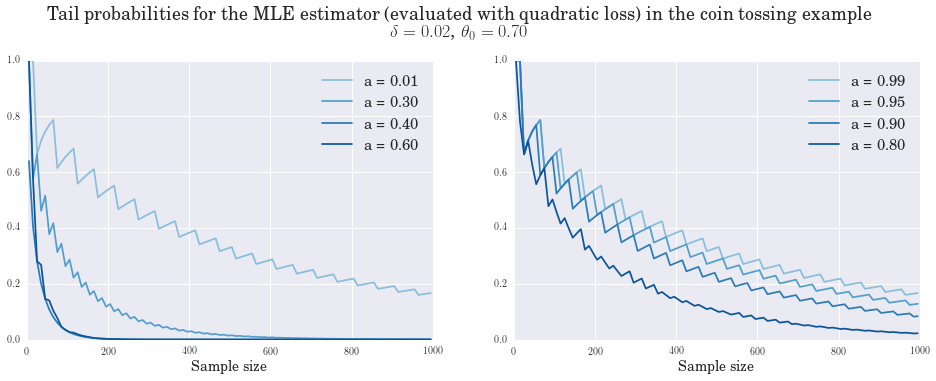 Tail probabilities for the MLE estimator (evaluated with quadratic loss) in the coin tossing example
δ = 0.02, θ₀ = 0.70
1.0
0.8
0.6
0.4
0.2
0.0
0 200 400 600 800 1000
Sample size
a = 0.01
a = 0.30
a = 0.40
a = 0.60
1.0
0.8
0.6
0.4
0.2
0.0
0 200 400 600 800 1000
Sample size
a = 0.99
a = 0.95
a = 0.90
a = 0.80